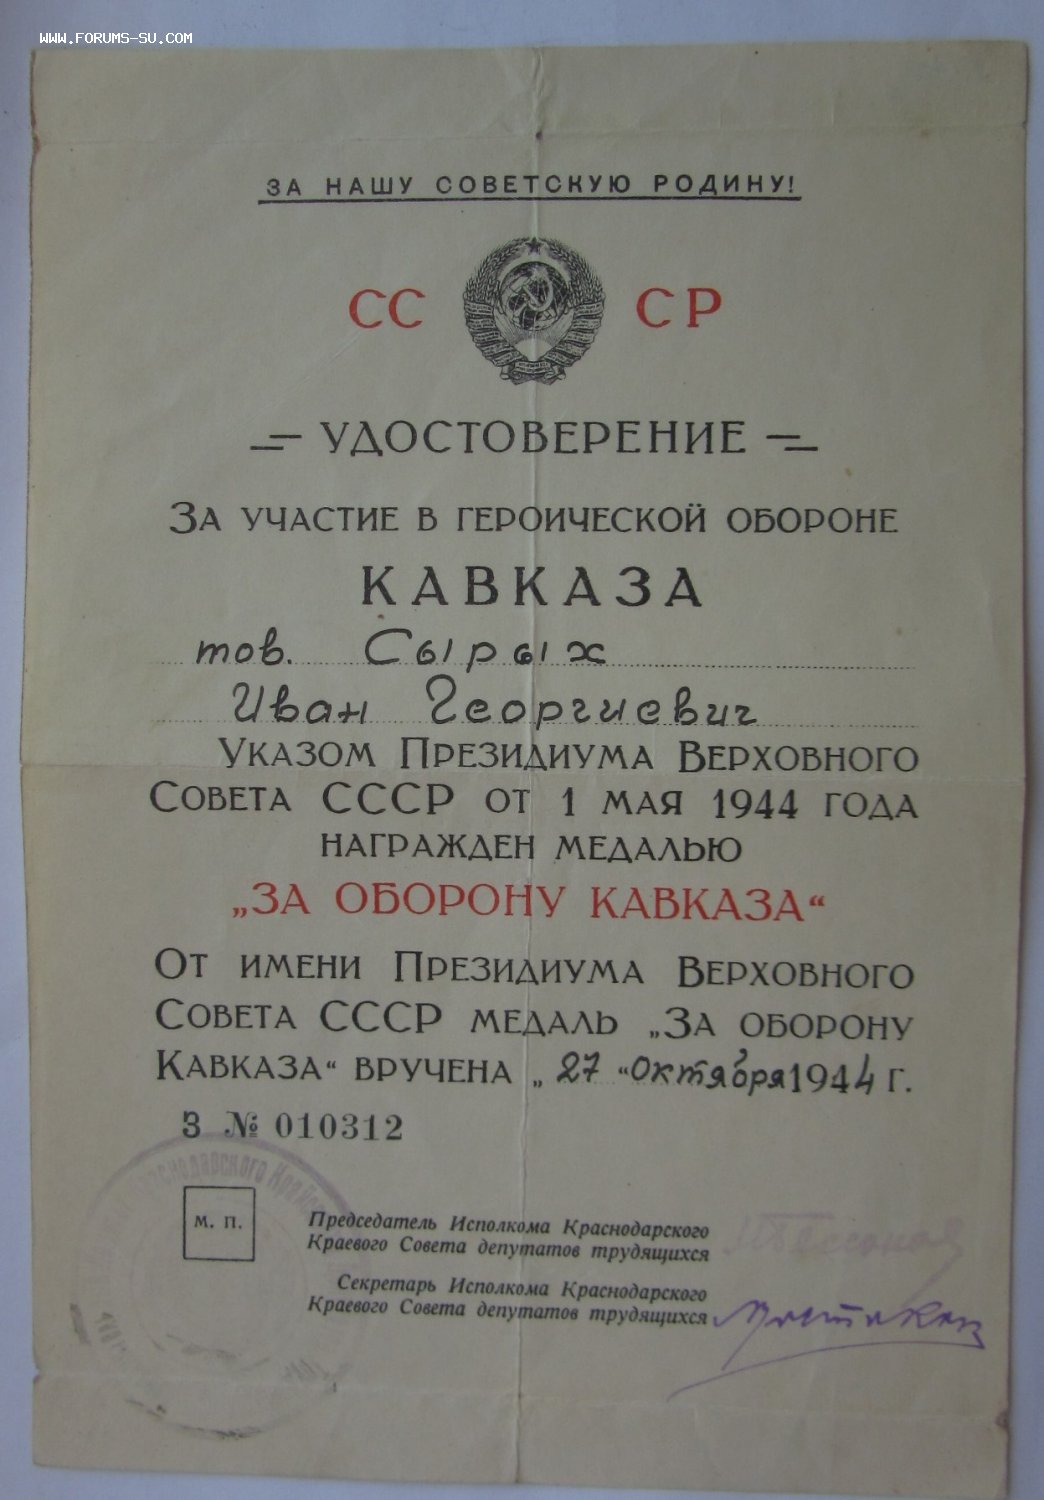 WWW.FORUMS-SU.COM
ЗА НАШУ СОВЕТСКУЮ РОДИНУ!
СС СР
УДОСТОВЕРЕНИЕ
ЗА УЧАСТИЕ В ГЕРОИЧЕСКОЙ ОБОРОНЕ
КАВКАЗА
тов. Сырых
Иван Георгиевич
УКАЗОМ ПРЕЗИДИУМА ВЕРХОВНОГО
СОВЕТА СССР ОТ 1 МАЯ 1944 ГОДА
НАГРАЖДЕН МЕДАЛЬЮ
„ЗА ОБОРОНУ КАВКАЗА“
ОТ ИМЕНИ ПРЕЗИДИУМА ВЕРХОВНОГО
СОВЕТА СССР МЕДАЛЬ „ЗА ОБОРОНУ
КАВКАЗА“ ВРУЧЕНА „27“ октября 1944 Г.
З № 010312
М. П.
Председатель Исполкома Краснодарского
Краевого Совета депутатов трудящихся
Секретарь Исполкома Краснодарского
Краевого Совета депутатов трудящихся